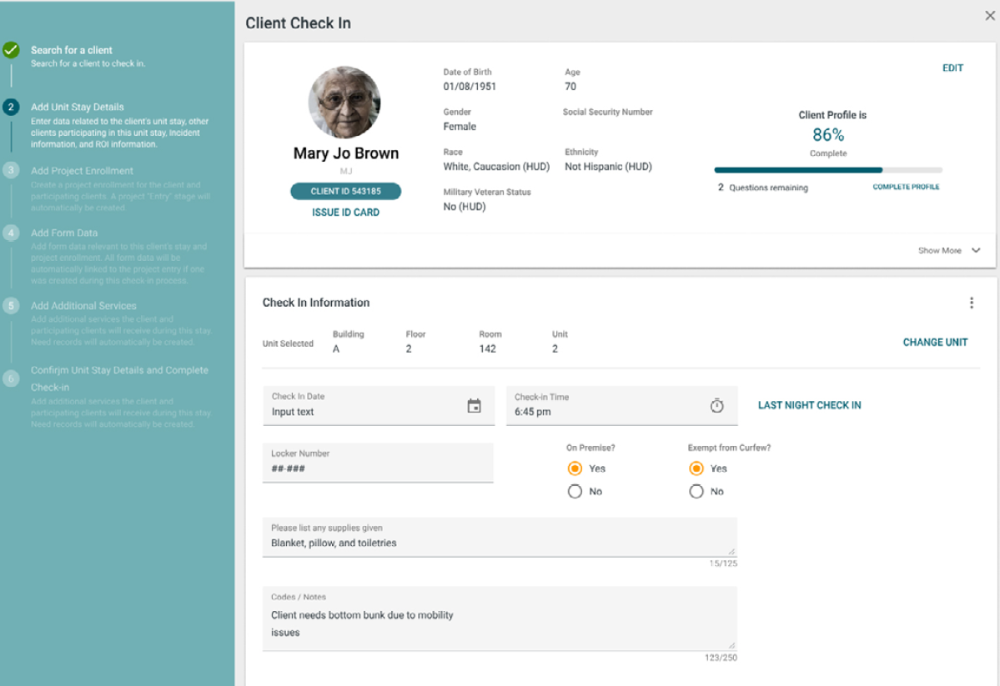 Client Check In
Search for a client
Search for a client to check in.
2
Add Unit Stay Details
Enter data related to the client's unit stay, other
clients participating in this unit stay, incident
information, and ROI information.
3
Add Project Enrollment
Create a project enrollment for the client and
participating clients. A project "Entry" stage will
automatically be created.
4
Add Form Data
Add form data relevant to this client's stay and
project enrollment. All form data will be
automatically linked to the project entry if one
was created during this check in process.
5
Add Additional Services
Add additional services the client and
participating clients will receive during this stay.
Need records will automatically be created.
6
Confirjm Unit Stay Details and Complete
Check-in
Add additional services the client and
participating clients will receive during this stay
Need records will automatically be created.
Mary Jo Brown
MJ
CLIENT ID 543185
ISSUE ID CARD
Date of Birth
01/08/1951
Age
70
Gender
Female
Social Security Number
Race
White, Caucasion (HUD)
Ethnicity
Not Hispanic (HUD)
Military Veteran Status
No (HUD)
EDIT
Client Profile is
86%
Complete
2 Questions remaining
COMPLETE PROFILE
Show More
Check In Information
Unit Selected
Building
A
Floor
2
Room
142
Unit
2
CHANGE UNIT
Check In Date
Input text
Check-in Time
6:45 pm
LAST NIGHT CHECK IN
Locker Number
##-###
On Premise?
Yes
No
Exempt from Curfew?
Yes
No
Please list any supplies given
Blanket, pillow, and toiletries
15/125
Codes / Notes
Client needs bottom bunk due to mobility
issues
123/250